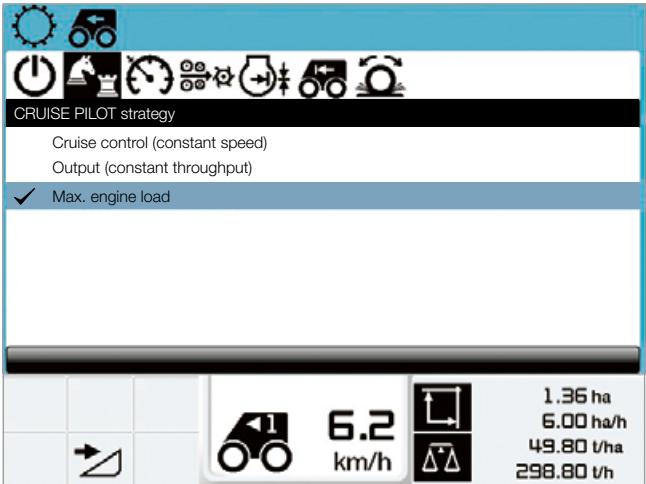 CRUISE PILOT strategy
Cruise control (constant speed)
Output (constant throughput)
Max. engine load
1
6.2
km/h
1.36 ha
6.00 ha/h
49.80 t/ha
298.80 t/h